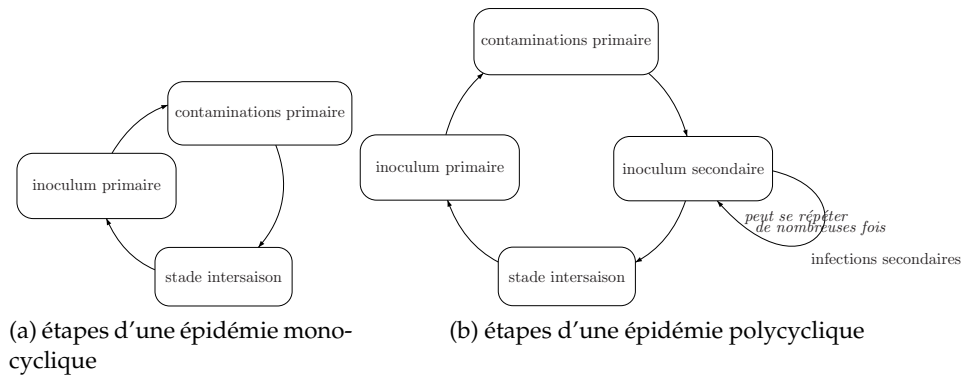 contaminations primaire
inoculum primaire
stade intersaison
(a) étapes d'une épidémie mono-
cyclique
contaminations primaire
inoculum primaire
inoculum secondaire
peut se répéter
de nombreuses fois
infections secondaires
stade intersaison
(b) étapes d'une épidémie polycyclique